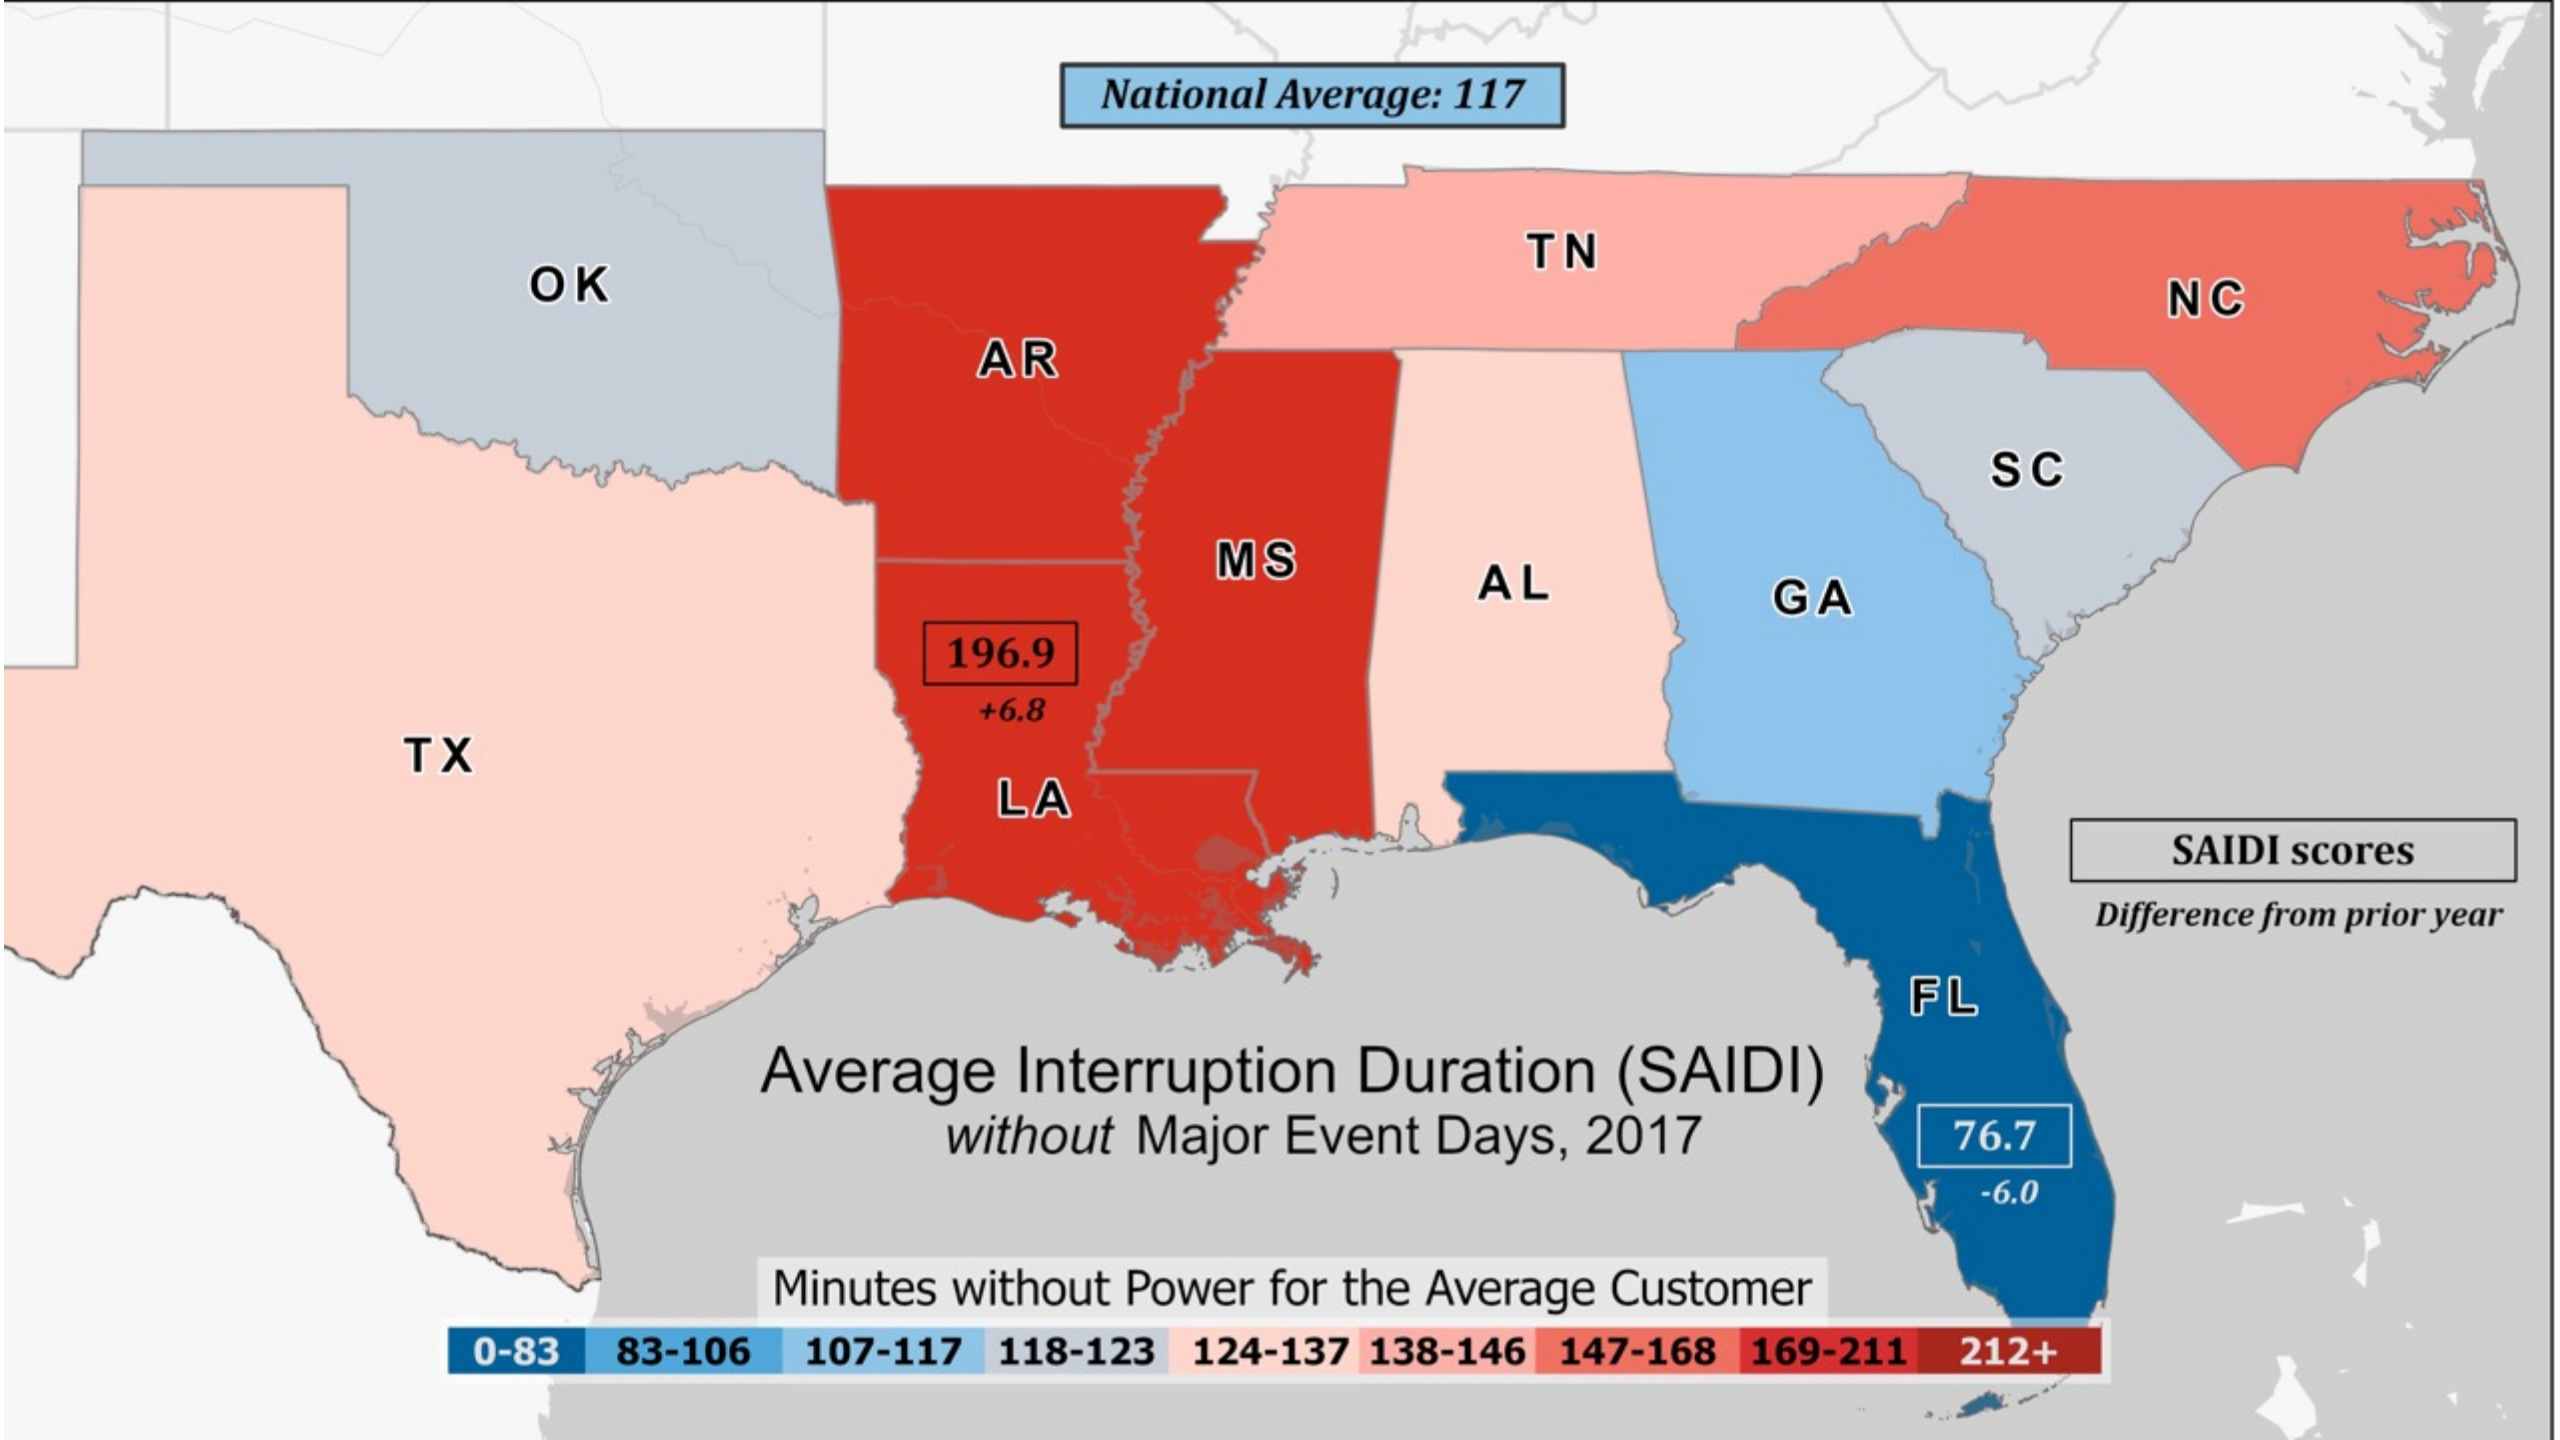 National Average: 117
OK
AR
TN
NC
SC
MS
AL
GA
196.9
+6.8
TX
LA
SAIDI scores
Difference from prior year
FL
Average Interruption Duration (SAIDI)
without Major Event Days, 2017
76.7
-6.0
Minutes without Power for the Average Customer
0-83 83-106 107-117 118-123 124-137 138-146 147-168 169-211 212+